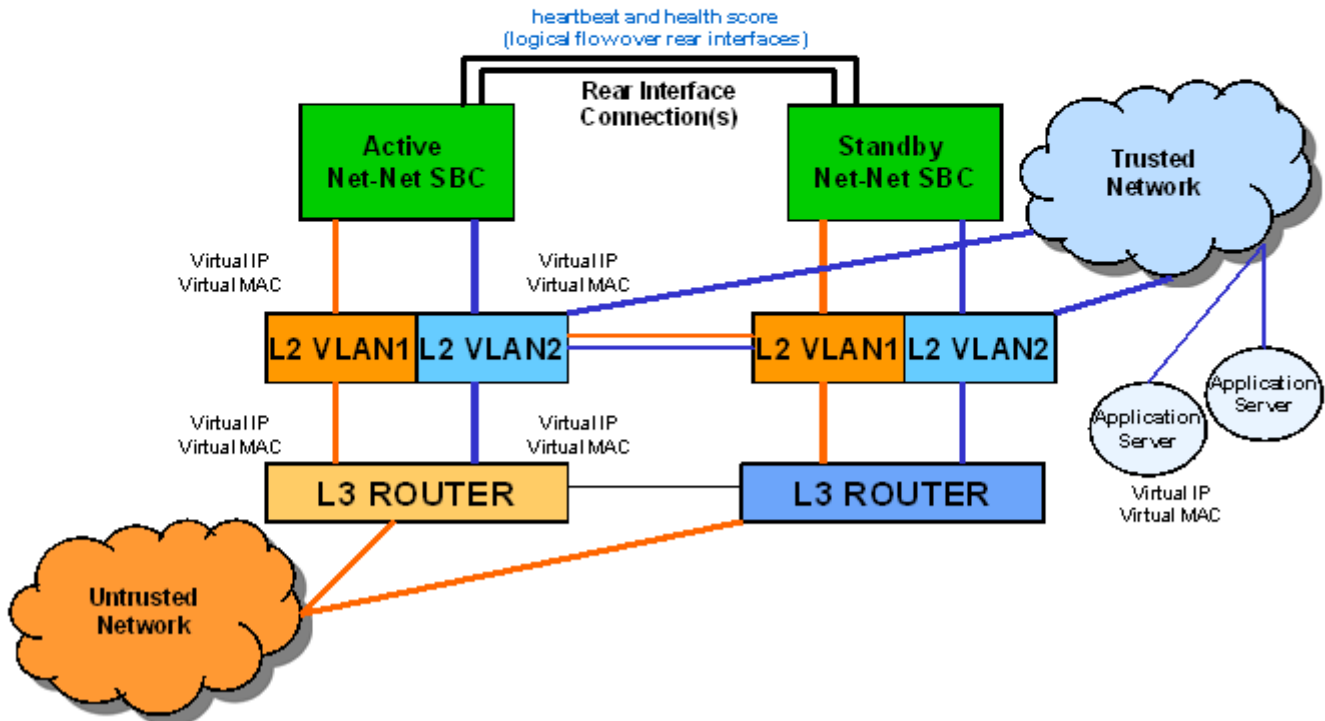 heartbeat and health score
(logical flowover rear interfaces)
Rear Interface
Connection(s)
Active
Net-Net SBC
Standby
Net-Net SBC
Trusted
Network
Virtual IP
Virtual MAC
Virtual IP
Virtual MAC
L2 VLAN1
L2 VLAN2
L2 VLAN1
L2 VLAN2
Application
Server
Application
Server
Virtual IP
Virtual MAC
Virtual IP
Virtual MAC
L3 ROUTER
L3 ROUTER
Virtual IP
Virtual MAC
Untrusted
Network